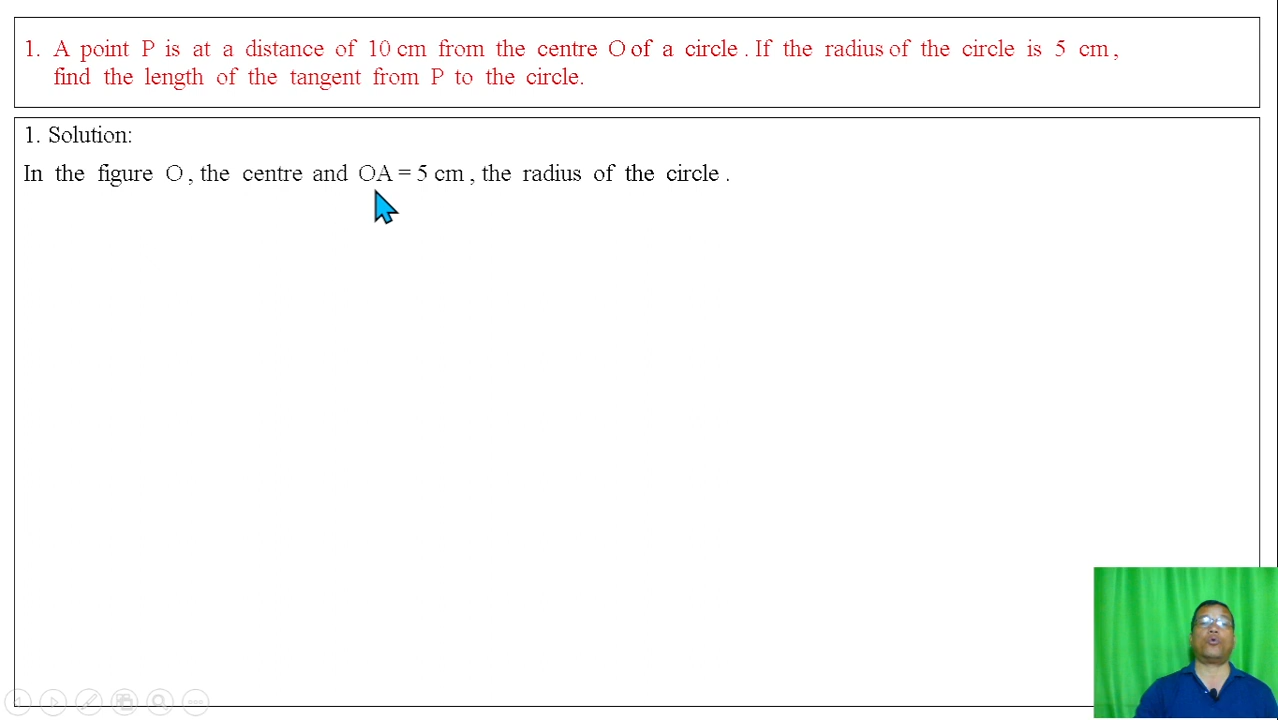 1. A point P is at a distance of 10 cm from the centre O of a circle. If the radius of the circle is 5 cm,
find the length of the tangent from P to the circle.
1. Solution:
In the figure O, the centre and OA = 5 cm, the radius of the circle.